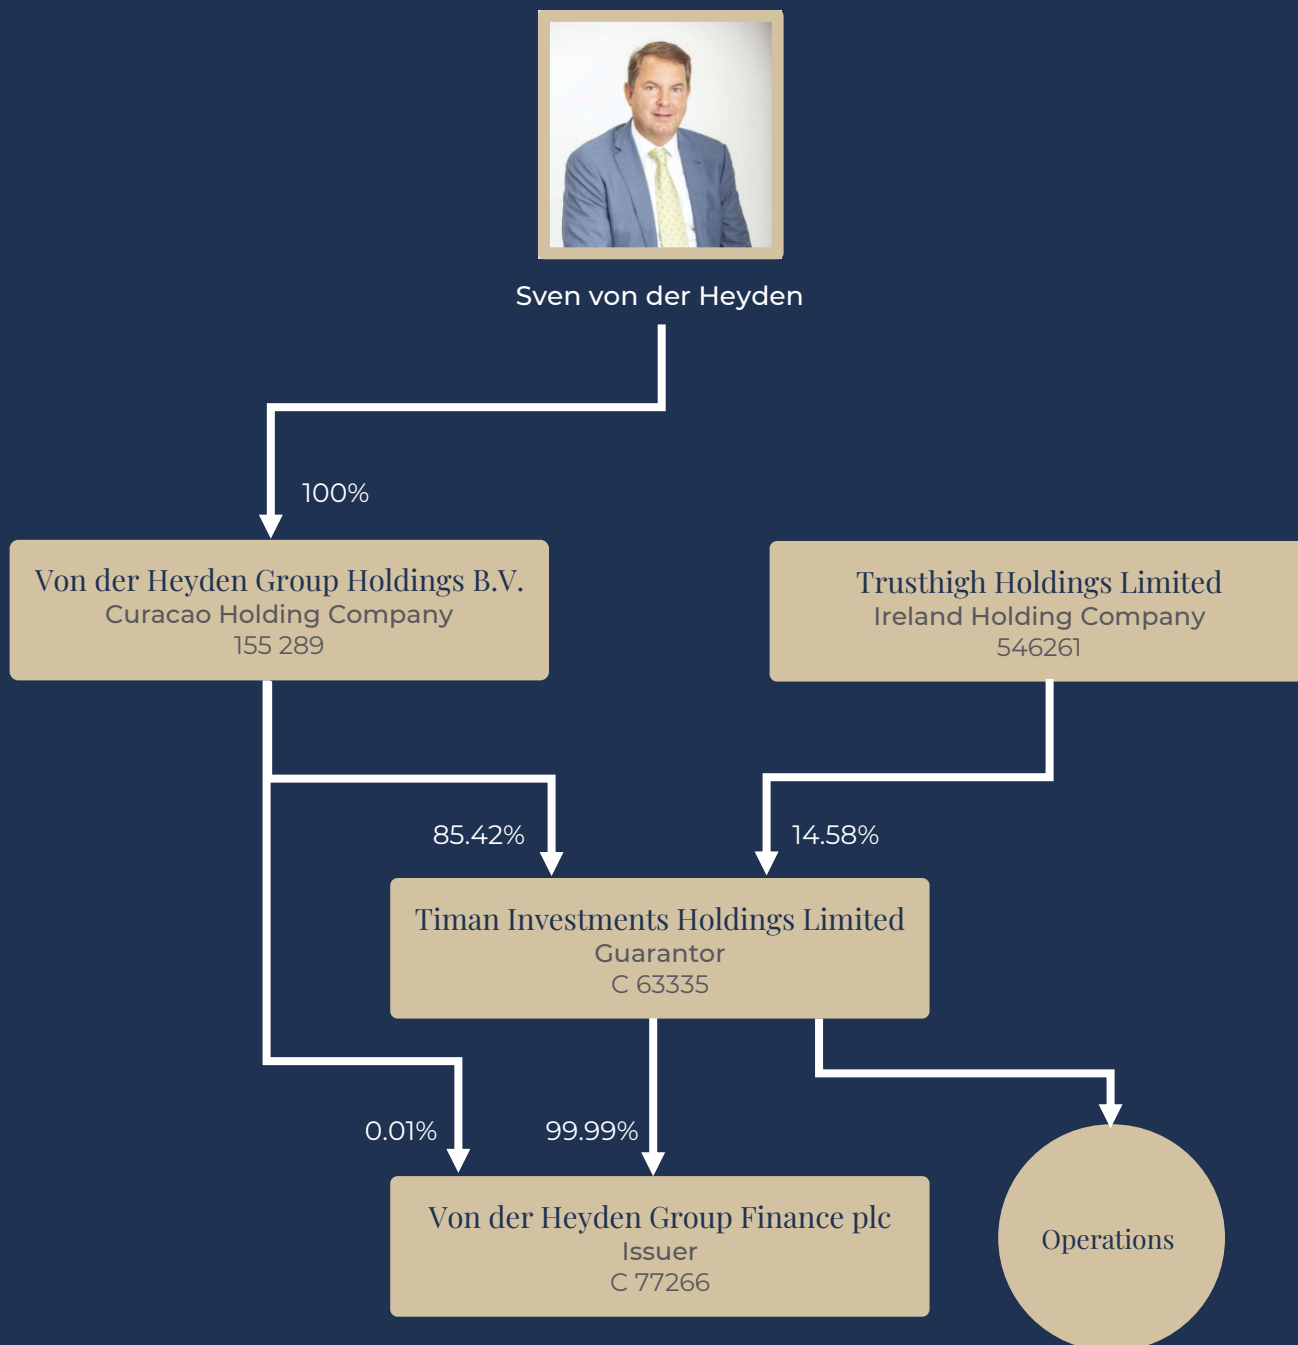 Sven von der Heyden
100%
Von der Heyden Group Holdings B.V.
Curacao Holding Company
155 289
Trusthigh Holdings Limited
Ireland Holding Company
546261
85.42%
14.58%
Timan Investments Holdings Limited
Guarantor
C 63335
0.01%
99.99%
Von der Heyden Group Finance plc
Issuer
C 77266
Operations